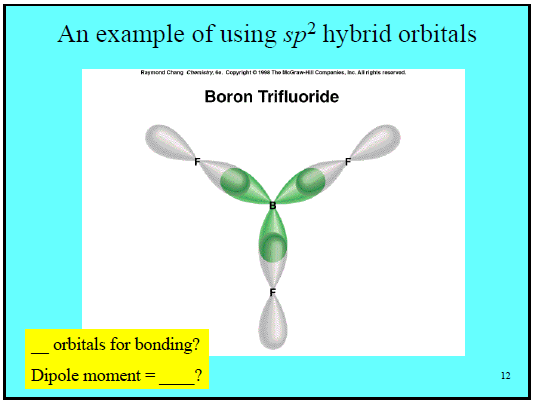 An example of using sp² hybrid orbitals
Raymond Chang Chemistry, 6e. Copyright © 1998 The McGraw-Hill Companies, Inc. All rights reserved.
Boron Trifluoride
F F
B
F
__ orbitals for bonding?
Dipole moment = ____?
12